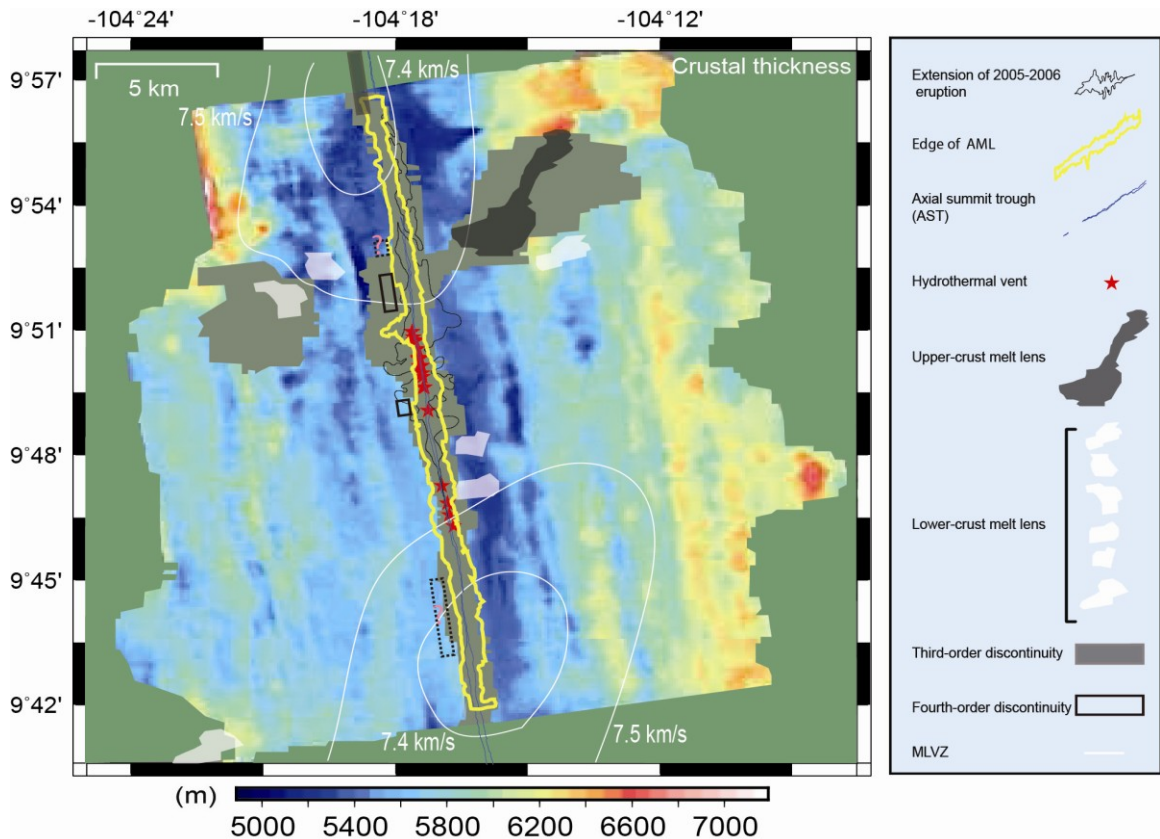 -104°24' -104°18' -104°12'
9°57'
9°54'
9°51'
9°48'
9°45'
9°42'
5 km
7.4 km/s
Crustal thickness
7.5 km/s
?
?
7.4 km/s
7.5 km/s
(m)
5000 5400 5800 6200 6600 7000
Extension of 2005-2006
eruption
Edge of AML
Axial summit trough
(AST)
Hydrothermal vent
Upper-crust melt lens
Lower-crust melt lens
Third-order discontinuity
Fourth-order discontinuity
MLVZ